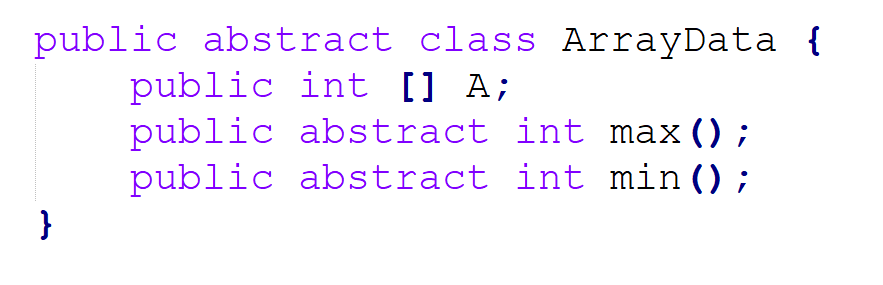 public abstract class ArrayData {
public int [] A;
public abstract int max();
public abstract int min();
}